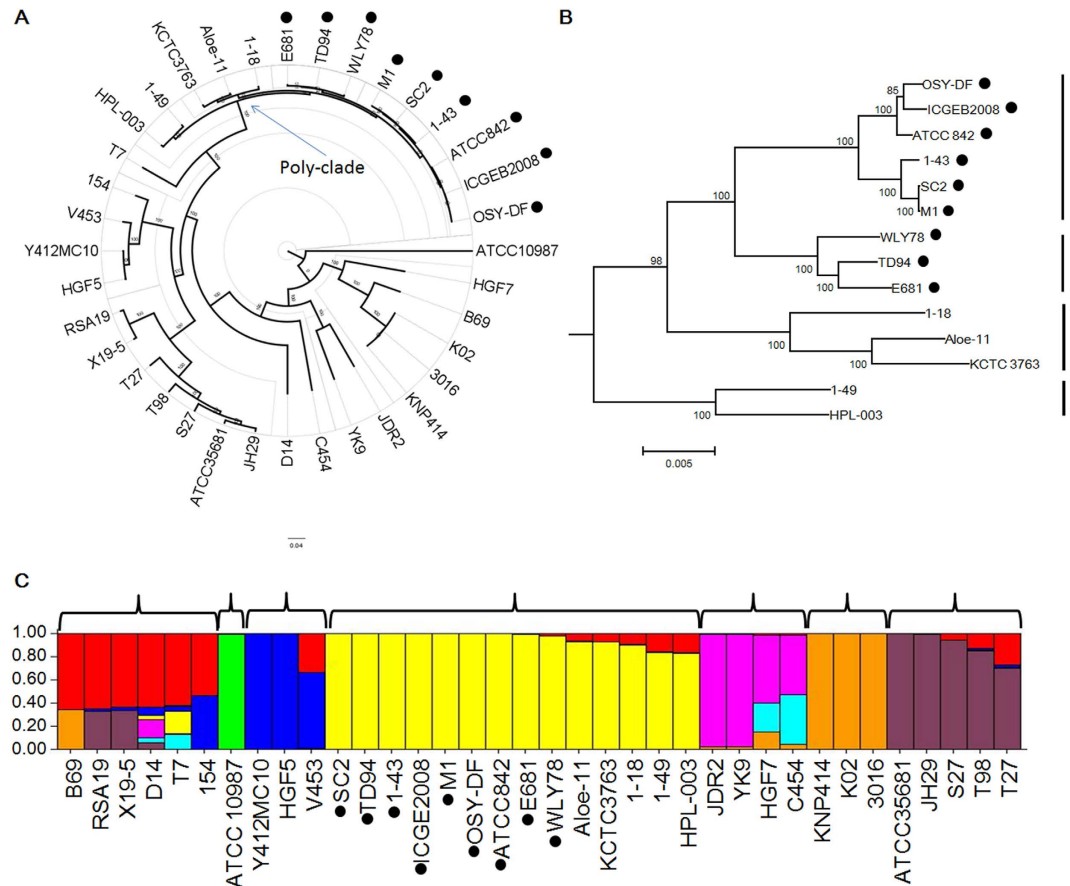 A
E681
TD94
WLY78
M1
SC2
1-43
ATCC842
ICGEB2008
OSY-DF
ATCC10987
HGF7
B69
K02
3016
KNP414
JDR2
YK9
C454
D14
JH29
ATCC35681
S27
T98
T27
X19-5
RSA19
HGF5
Y412MC10
V453
154
T7
HPL-003
1-49
KCTC3763
Aloe-11
1-18
Poly-clade
0.04
B
OSY-DF
85
ICGEB2008
100
ATCC 842
100
1-43
100
SC2
100
M1
100
WLY78
98
TD94
100
100
E681
1-18
100
Aloe-11
100
KCTC 3763
1-49
100
HPL-003
0.005
C
1.00
0.80
0.60
0.40
0.20
0.00
B69
RSA19
X19-5
D14
T7
154
ATCC 10987
Y412MC10
HGF5
V453
SC2
TD94
1-43
ICGE2008
M1
OSY-DF
ATCC842
E681
WLY78
Aloe-11
KCTC3763
1-18
1-49
HPL-003
JDR2
YK9
HGF7
C454
KNP414
K02
3016
ATCC35681
JH29
S27
T98
T27